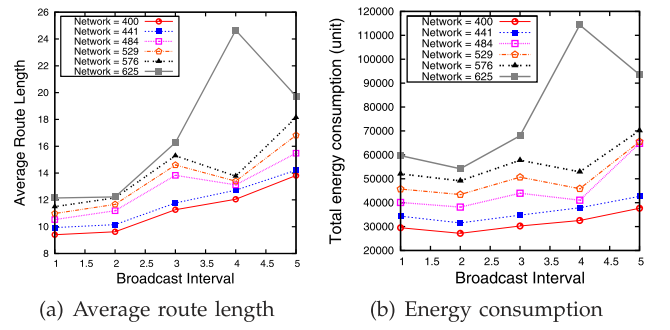 Network = 400
Network = 441
Network = 484
Network = 529
Network = 576
Network = 625
26
24
22
20
18
16
14
12
10
8
Average Route Length
1 1.5 2 2.5 3 3.5 4 4.5 5
Broadcast Interval
(a) Average route length
Network = 400
Network = 441
Network = 484
Network = 529
Network = 576
Network = 625
120000
110000
100000
90000
80000
70000
60000
50000
40000
30000
20000
Total energy consumption (unit)
1 1.5 2 2.5 3 3.5 4 4.5 5
Broadcast Interval
(b) Energy consumption